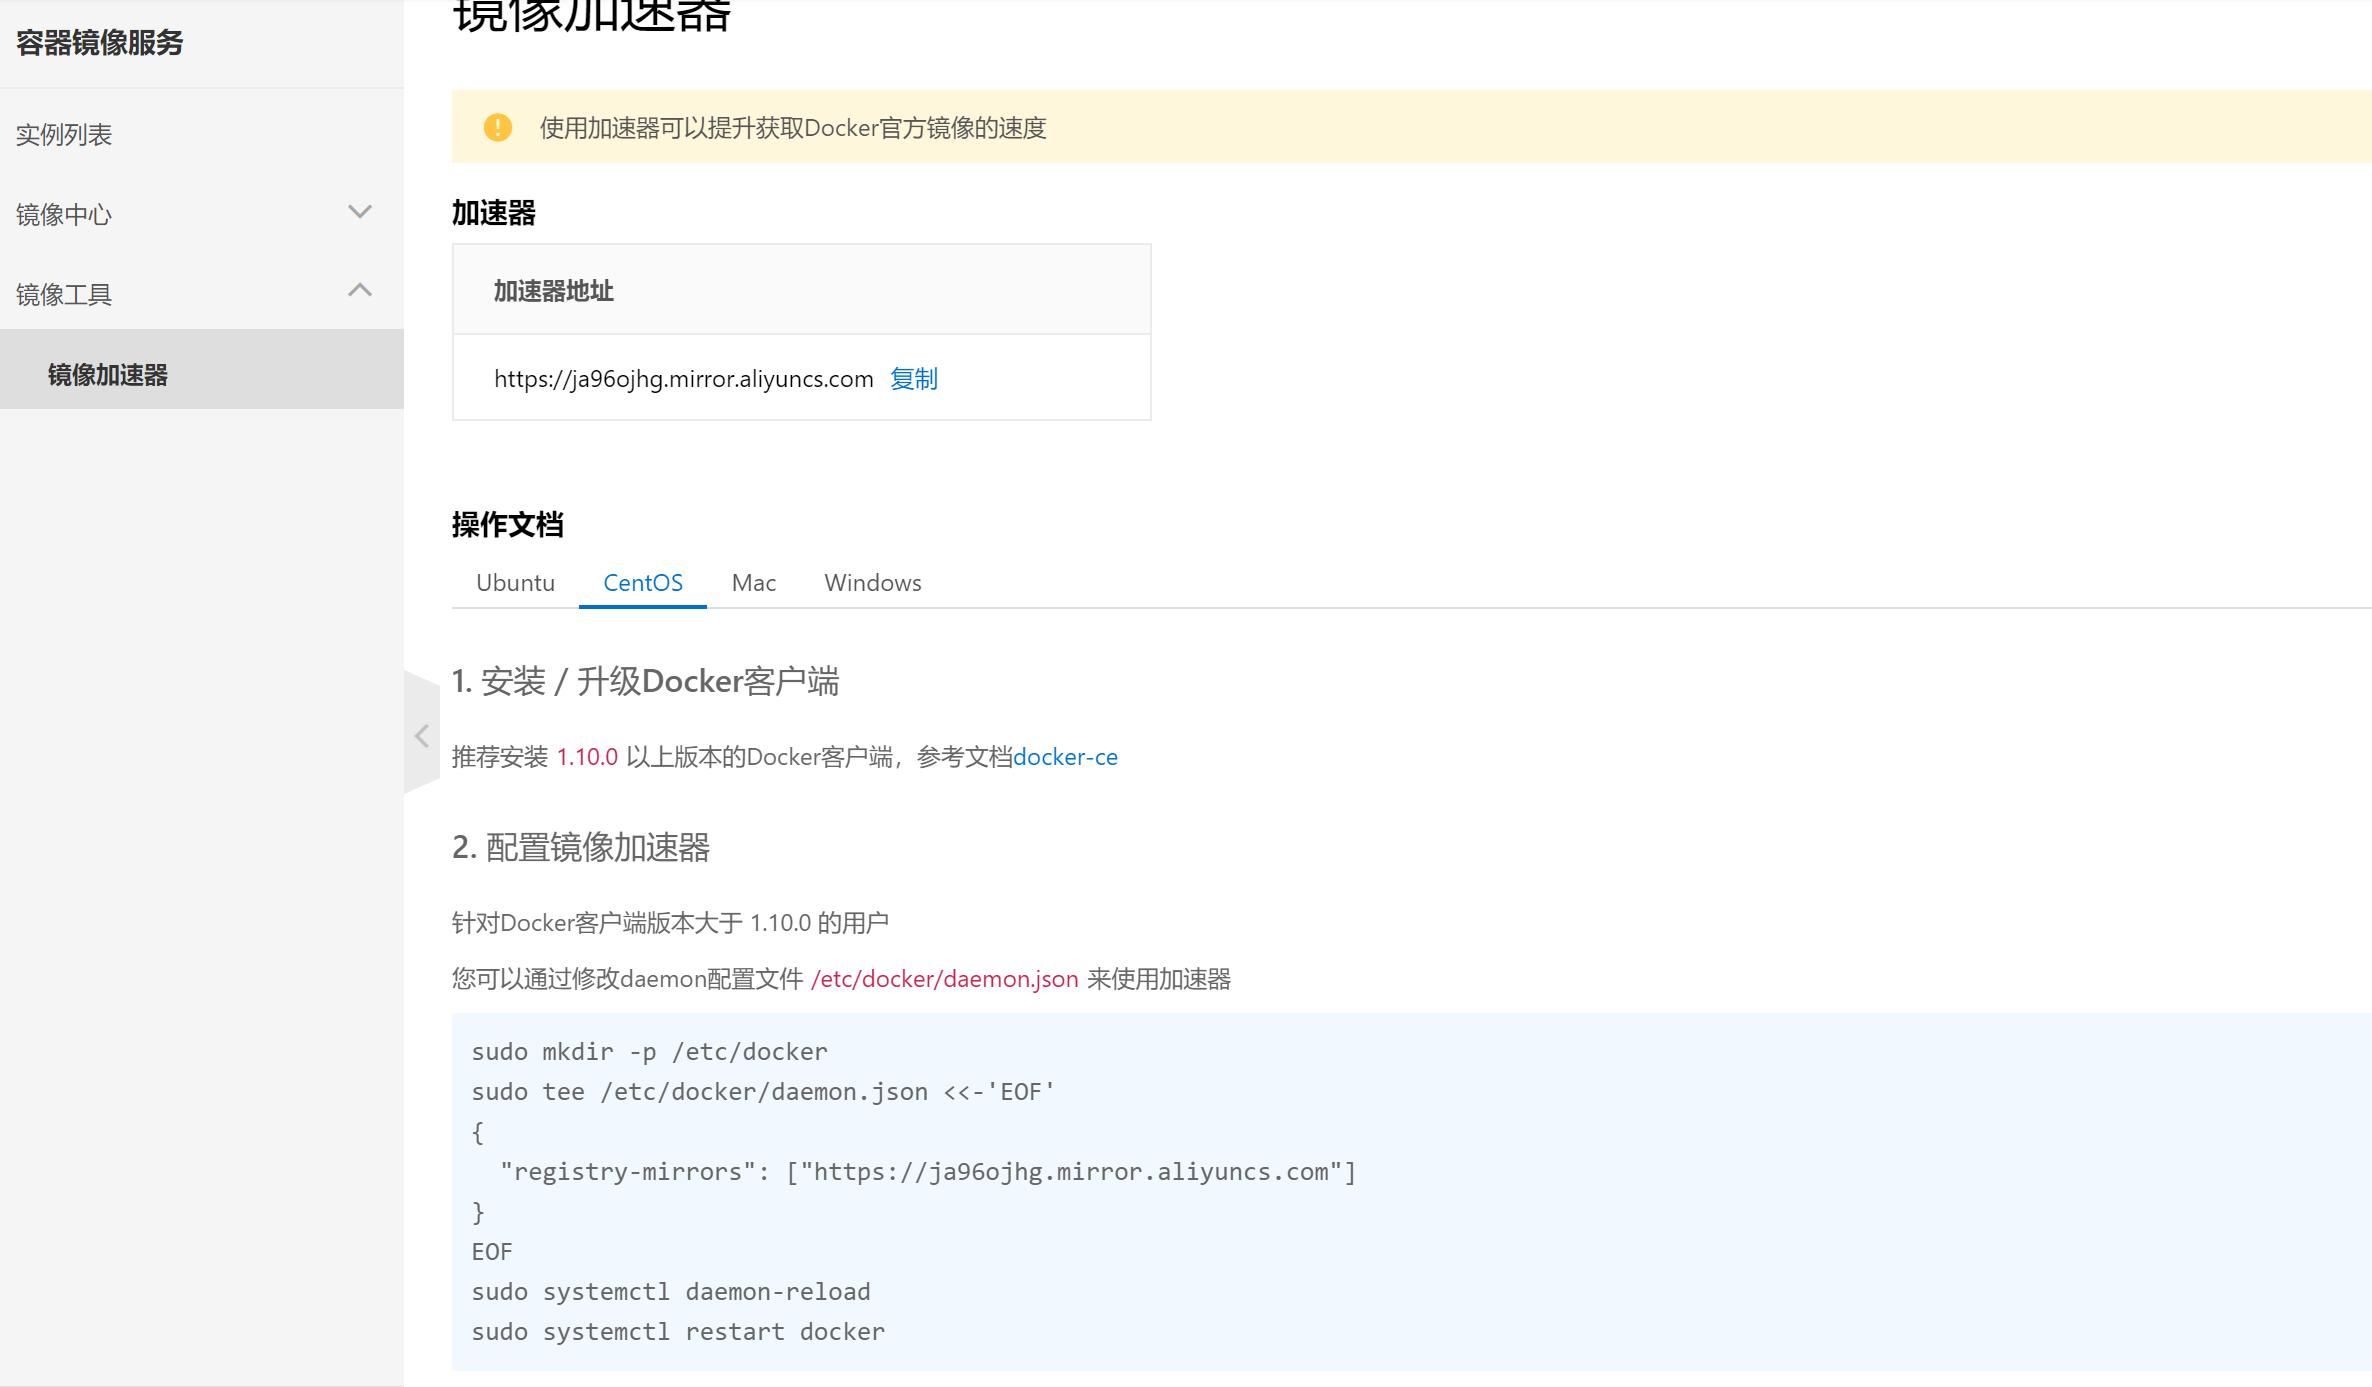 容器镜像服务
实例列表
镜像中心
镜像工具
镜像加速器
镜像加速器
使用加速器可以提升获取Docker官方镜像的速度
加速器
加速器地址
https://ja96ojhg.mirror.aliyuncs.com 复制
操作文档
Ubuntu CentOS Mac Windows
1. 安装 / 升级Docker客户端
推荐安装 1.10.0 以上版本的Docker客户端，参考文档docker-ce
2. 配置镜像加速器
针对Docker客户端版本大于 1.10.0 的用户
您可以通过修改daemon配置文件 /etc/docker/daemon.json 来使用加速器
sudo mkdir -p /etc/docker
sudo tee /etc/docker/daemon.json <<-'EOF'
{
  "registry-mirrors": ["https://ja96ojhg.mirror.aliyuncs.com"]
}
EOF
sudo systemctl daemon-reload
sudo systemctl restart docker